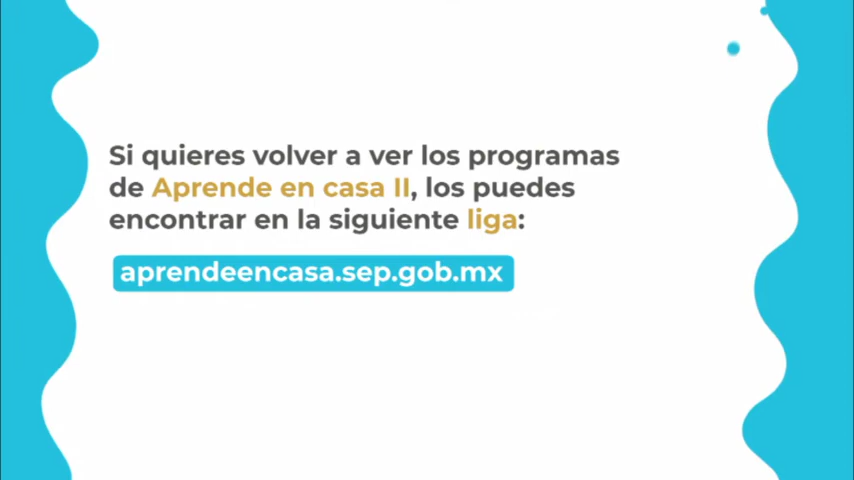 Si quieres volver a ver los programas
de Aprende en casa II, los puedes
encontrar en la siguiente liga:
aprendeencasa.sep.gob.mx